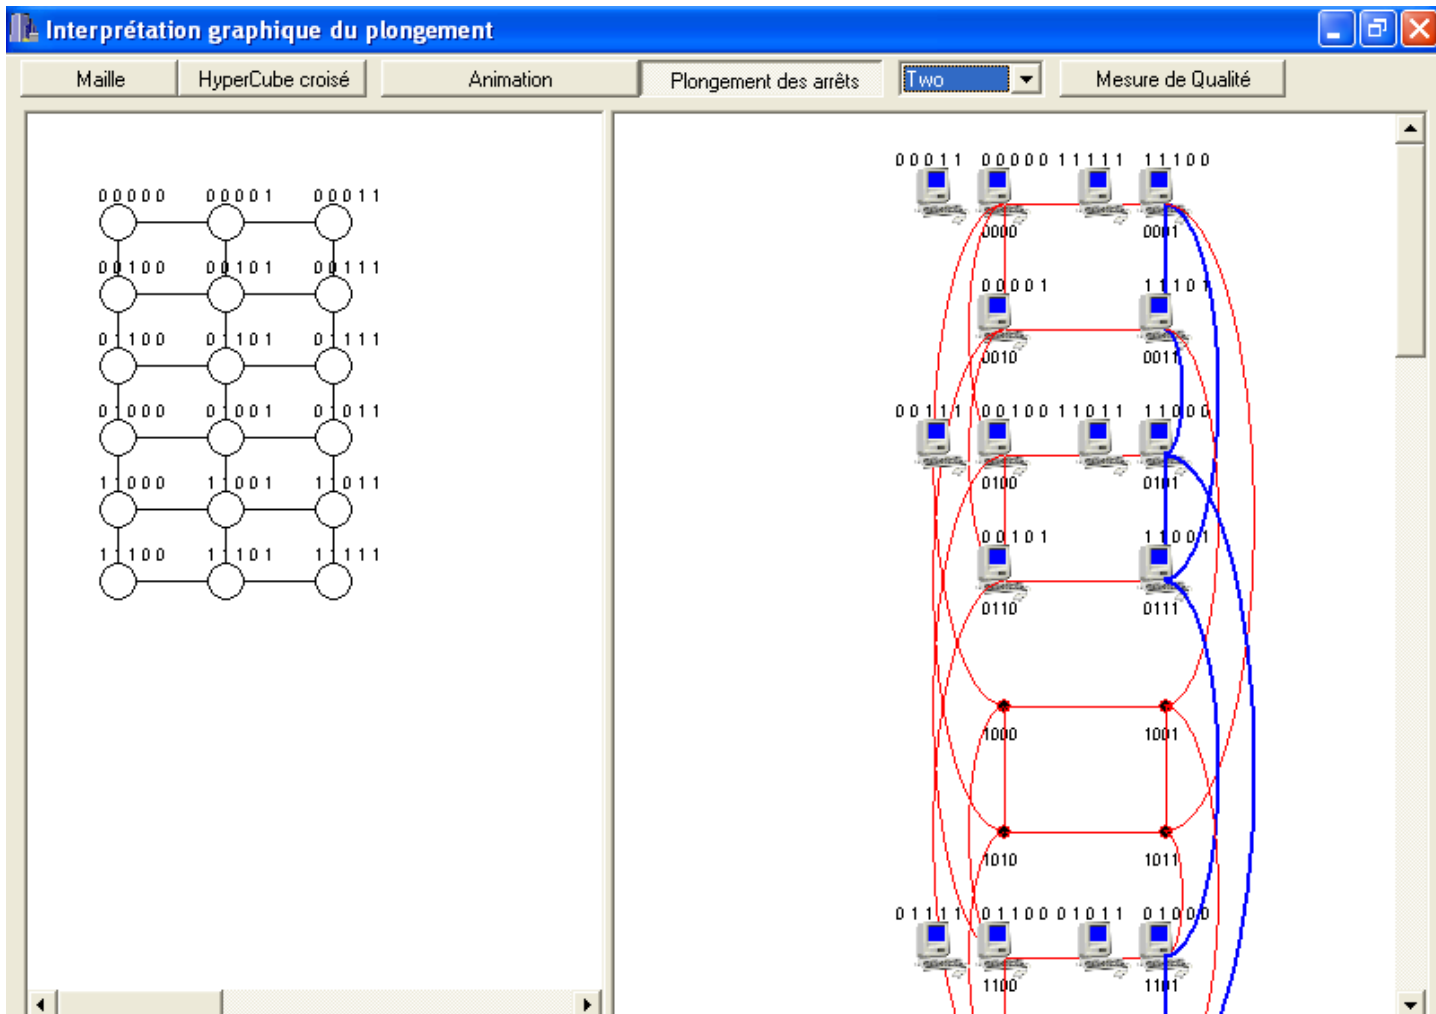 Interprétation graphique du plongement
Maille HyperCube croisé Animation Plongement des arrêts Two Mesure de Qualité
00000 00001 00011
00100 00101 00111
01100 01101 01111
01000 01001 01011
11000 11001 11011
11100 11101 11111
00011 00000 11111 11100
0000 0001
00001 11101
0010 0011
00111 00100 11011 11000
0100 0101
00101 11001
0110 0111
1000 1001
1010 1011
01111 01100 01011 01000
1100 1101